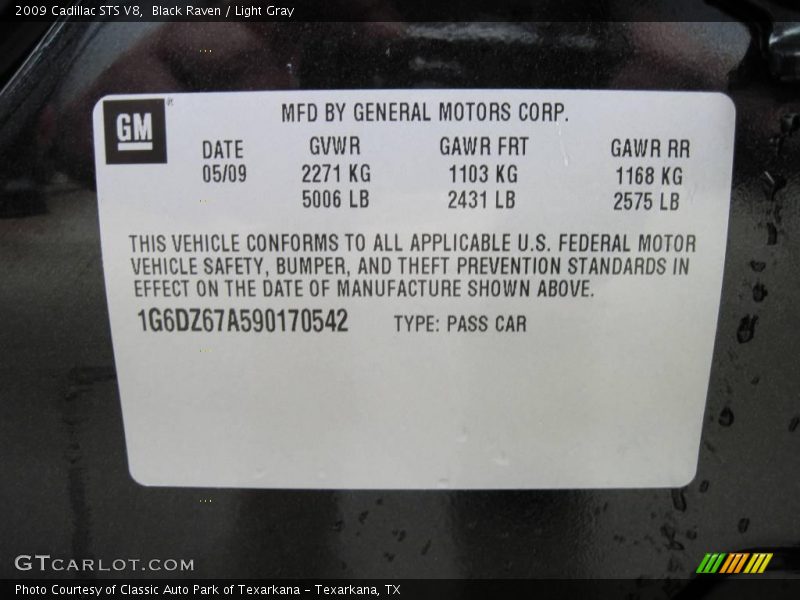 2009 Cadillac STS V8, Black Raven / Light Gray
GM®
MFD BY GENERAL MOTORS CORP.
DATE GVWR GAWR FRT GAWR RR
05/09 2271 KG 1103 KG 1168 KG
5006 LB 2431 LB 2575 LB
THIS VEHICLE CONFORMS TO ALL APPLICABLE U.S. FEDERAL MOTOR
VEHICLE SAFETY, BUMPER, AND THEFT PREVENTION STANDARDS IN
EFFECT ON THE DATE OF MANUFACTURE SHOWN ABOVE.
1G6DZ67A590170542 TYPE: PASS CAR
GTCARLOT.COM
Photo Courtesy of Classic Auto Park of Texarkana - Texarkana, TX